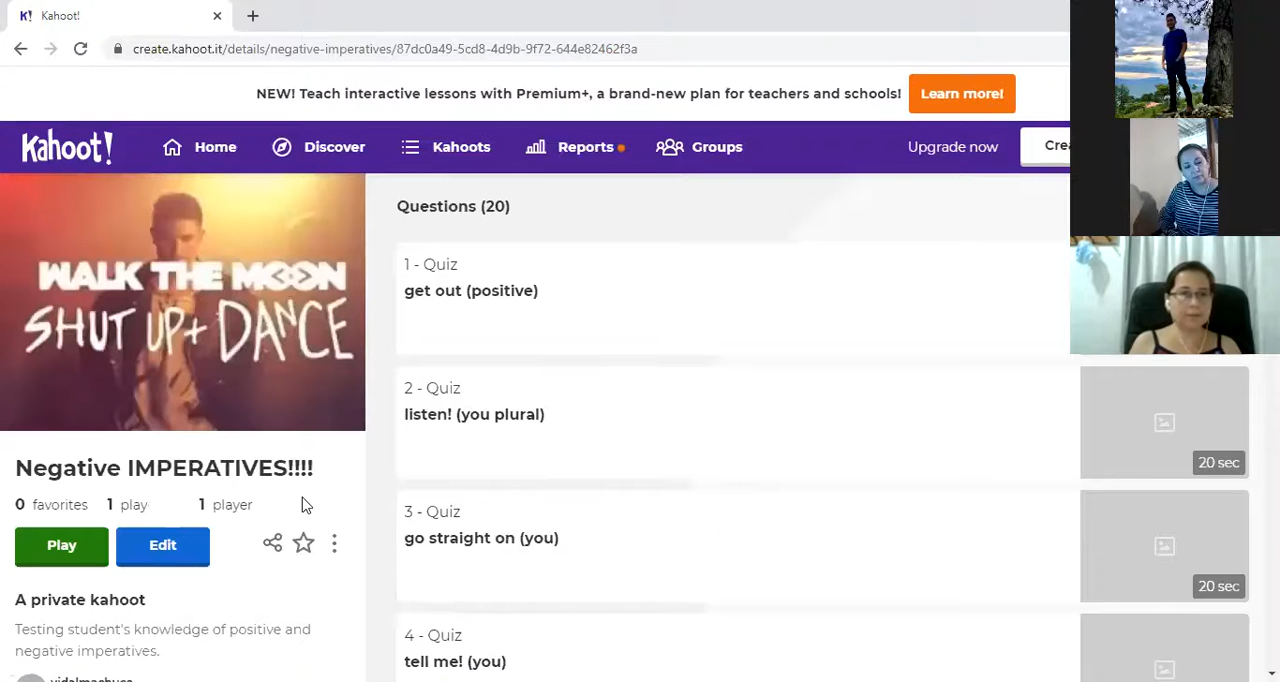 Kahoot!
create.kahoot.it/details/negative-imperatives/87dc0a49-5cd8-4d9b-9f72-644e82462f3a
NEW! Teach interactive lessons with Premium+, a brand-new plan for teachers and schools!
Learn more!
Kahoot!
Home
Discover
Kahoots
Reports
Groups
Upgrade now
WALK THE MOON
SHUT UP + DANCE
Negative IMPERATIVES!!!!
0 favorites 1 play 1 player
Play
Edit
A private kahoot
Testing student's knowledge of positive and
negative imperatives.
Questions (20)
1 - Quiz
get out (positive)
2 - Quiz
listen! (you plural)
20 sec
3 - Quiz
go straight on (you)
20 sec
4 - Quiz
tell me! (you)